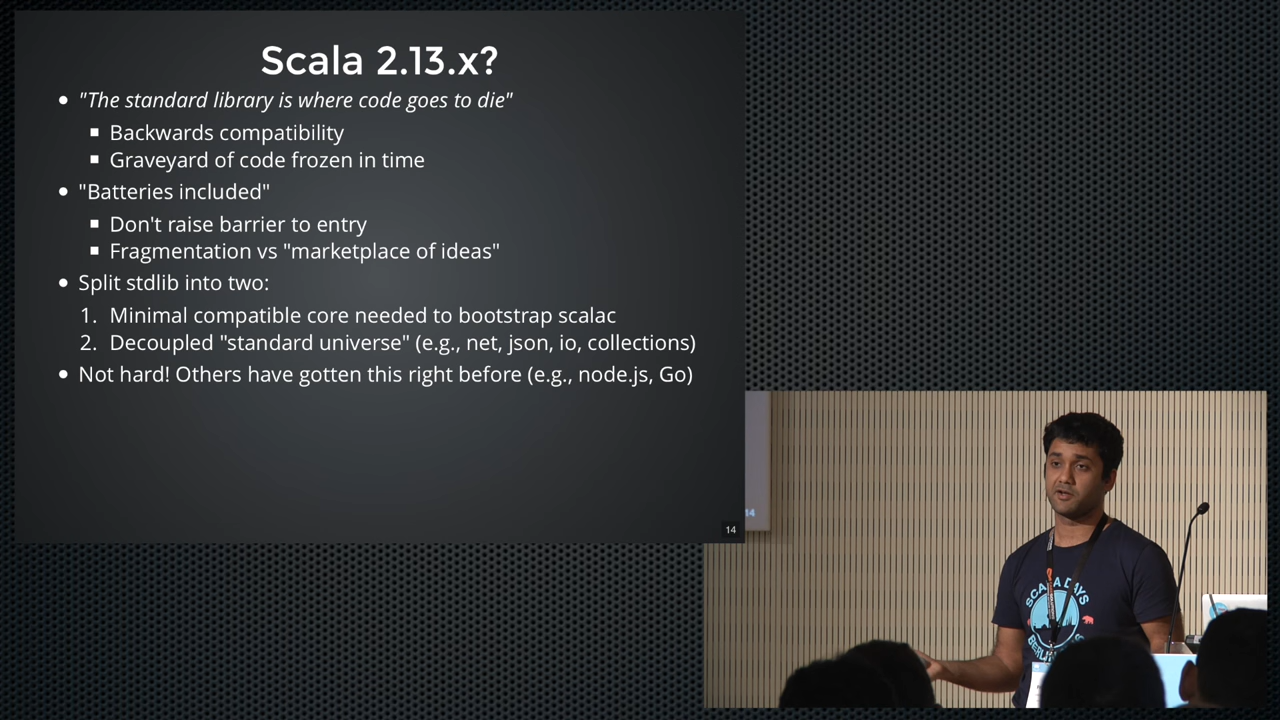 Scala 2.13.x?
"The standard library is where code goes to die"
Backwards compatibility
Graveyard of code frozen in time
"Batteries included"
Don't raise barrier to entry
Fragmentation vs "marketplace of ideas"
Split stdlib into two:
1. Minimal compatible core needed to bootstrap scalac
2. Decoupled "standard universe" (e.g., net, json, io, collections)
Not hard! Others have gotten this right before (e.g., node.js, Go)
14
14
SCALA DAYS